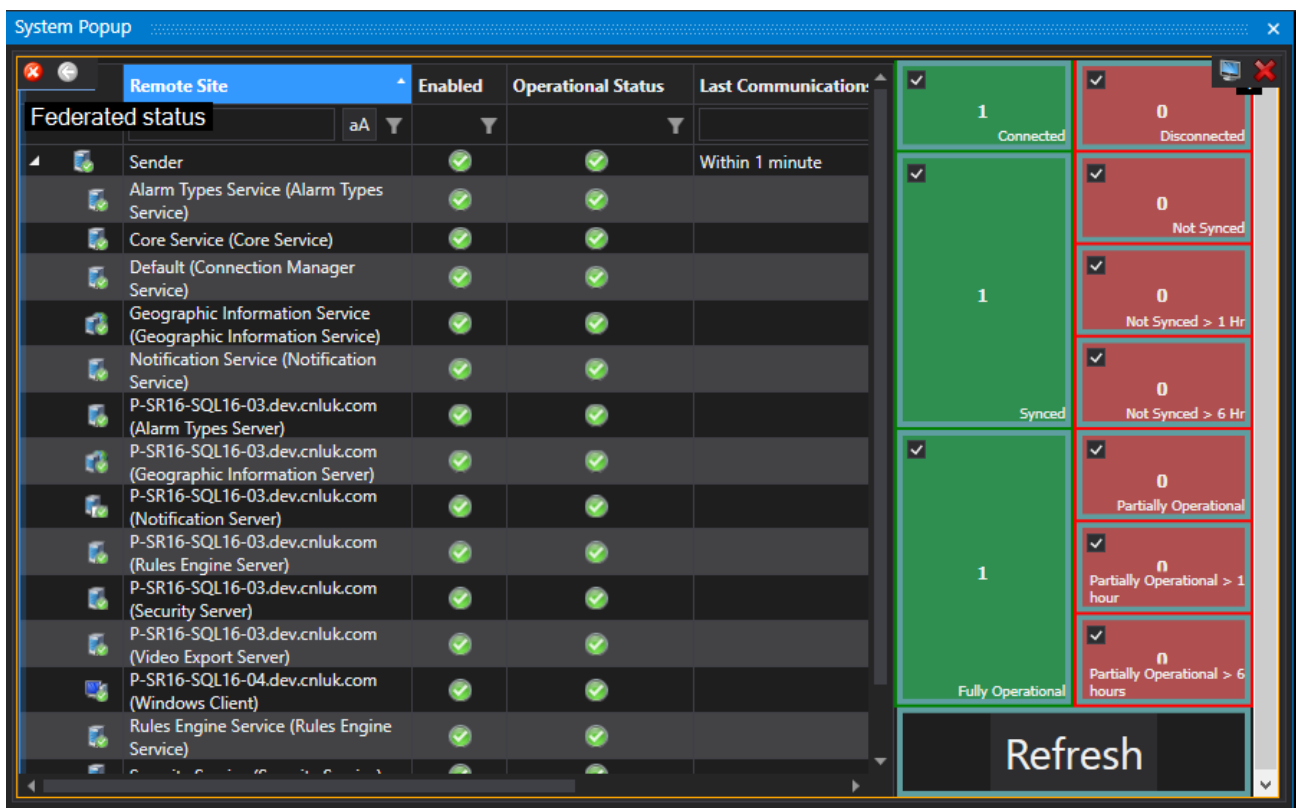 System Popup
Remote Site
Enabled
Operational Status
Last Communications
Federated status
aA
Sender
Within 1 minute
Alarm Types Service (Alarm Types
Service)
Core Service (Core Service)
Default (Connection Manager
Service)
Geographic Information Service
(Geographic Information Service)
Notification Service (Notification
Service)
P-SR16-SQL16-03.dev.cnluk.com
(Alarm Types Server)
P-SR16-SQL16-03.dev.cnluk.com
(Geographic Information Server)
P-SR16-SQL16-03.dev.cnluk.com
(Notification Server)
P-SR16-SQL16-03.dev.cnluk.com
(Rules Engine Server)
P-SR16-SQL16-03.dev.cnluk.com
(Security Server)
P-SR16-SQL16-03.dev.cnluk.com
(Video Export Server)
P-SR16-SQL16-04.dev.cnluk.com
(Windows Client)
Rules Engine Service (Rules Engine
Service)
1
Connected
0
Disconnected
1
Synced
0
Not Synced
0
Not Synced > 1 Hr
0
Not Synced > 6 Hr
1
Fully Operational
0
Partially Operational
0
Partially Operational > 1
hour
0
Partially Operational > 6
hours
Refresh